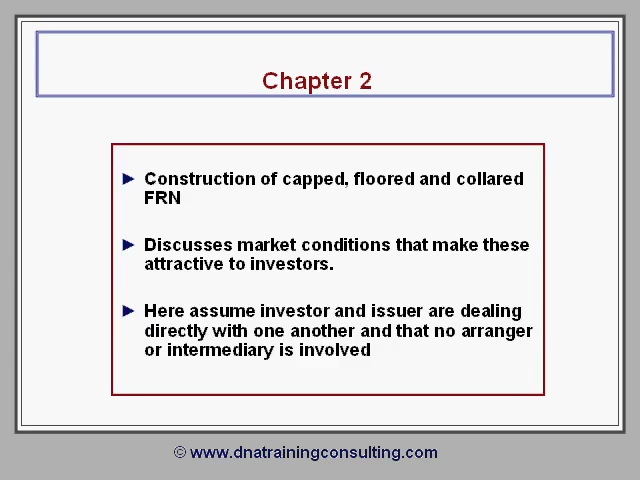 Chapter 2
► Construction of capped, floored and collared
FRN
► Discusses market conditions that make these
attractive to investors.
► Here assume investor and issuer are dealing
directly with one another and that no arranger
or intermediary is involved
© www.dnatrainingconsulting.com